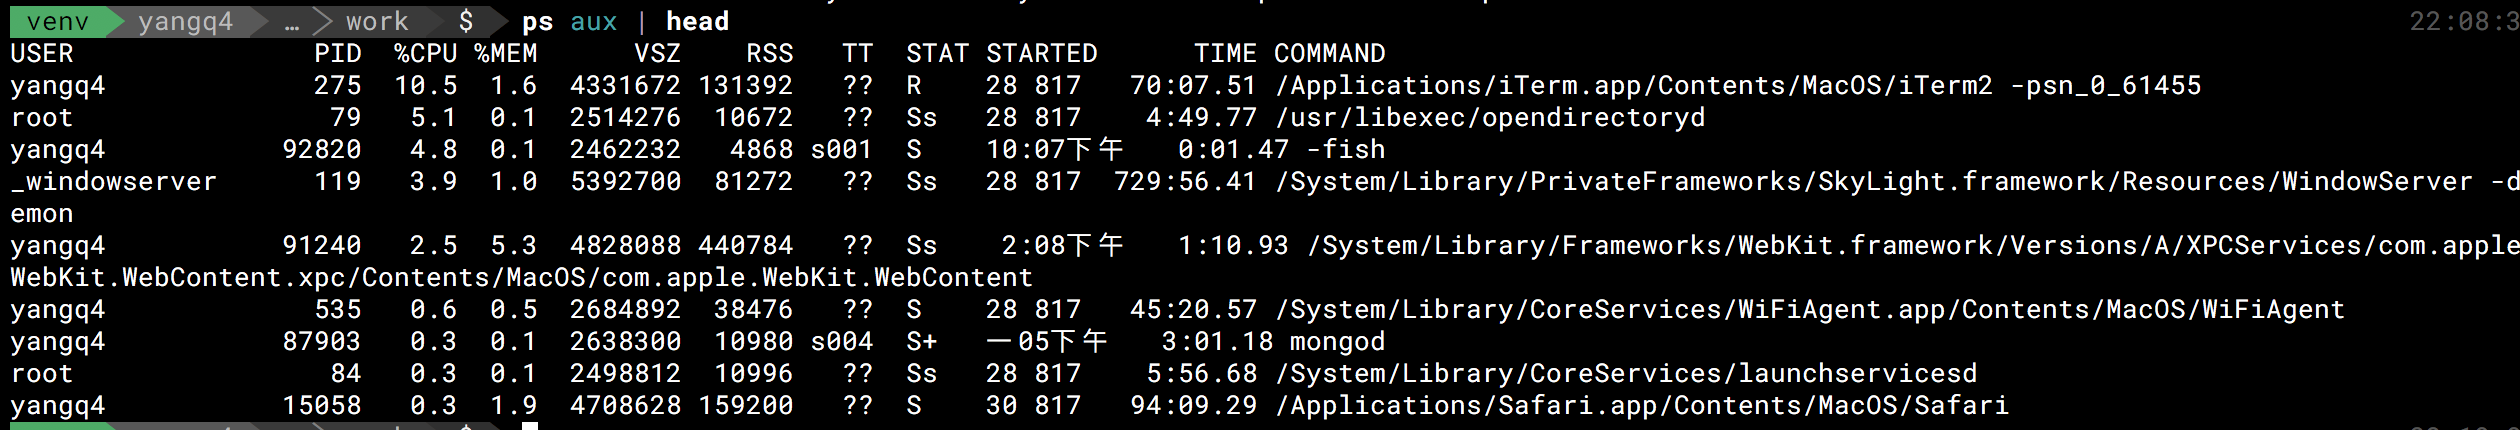 venv yangq4 … work $ ps aux | head 22:08:3
USER PID %CPU %MEM VSZ RSS TT STAT STARTED TIME COMMAND
yangq4 275 10.5 1.6 4331672 131392 ?? R 28 817 70:07.51 /Applications/iTerm.app/Contents/MacOS/iTerm2 -psn_0_61455
root 79 5.1 0.1 2514276 10672 ?? Ss 28 817 4:49.77 /usr/libexec/opendirectoryd
yangq4 92820 4.8 0.1 2462232 4868 s001 S 10:07下午 0:01.47 -fish
_windowserver 119 3.9 1.0 5392700 81272 ?? Ss 28 817 729:56.41 /System/Library/PrivateFrameworks/SkyLight.framework/Resources/WindowServer -d
emon
yangq4 91240 2.5 5.3 4828088 440784 ?? Ss 2:08下午 1:10.93 /System/Library/Frameworks/WebKit.framework/Versions/A/XPCServices/com.apple
WebKit.WebContent.xpc/Contents/MacOS/com.apple.WebKit.WebContent
yangq4 535 0.6 0.5 2684892 38476 ?? S 28 817 45:20.57 /System/Library/CoreServices/WiFiAgent.app/Contents/MacOS/WiFiAgent
yangq4 87903 0.3 0.1 2638300 10980 s004 S+ 一05下午 3:01.18 mongod
root 84 0.3 0.1 2498812 10996 ?? Ss 28 817 5:56.68 /System/Library/CoreServices/launchservicesd
yangq4 15058 0.3 1.9 4708628 159200 ?? S 30 817 94:09.29 /Applications/Safari.app/Contents/MacOS/Safari